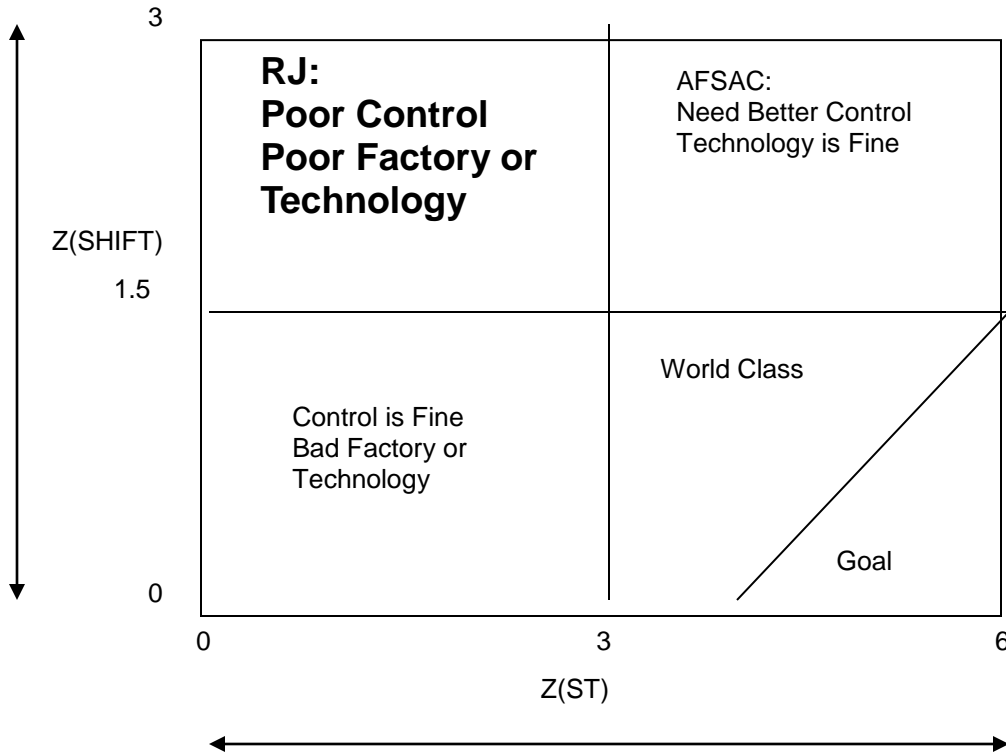 3
RJ:
Poor Control
Poor Factory or
Technology
AFSAC:
Need Better Control
Technology is Fine
Z(SHIFT)
1.5
World Class
Control is Fine
Bad Factory or
Technology
Goal
0
0
3
6
Z(ST)